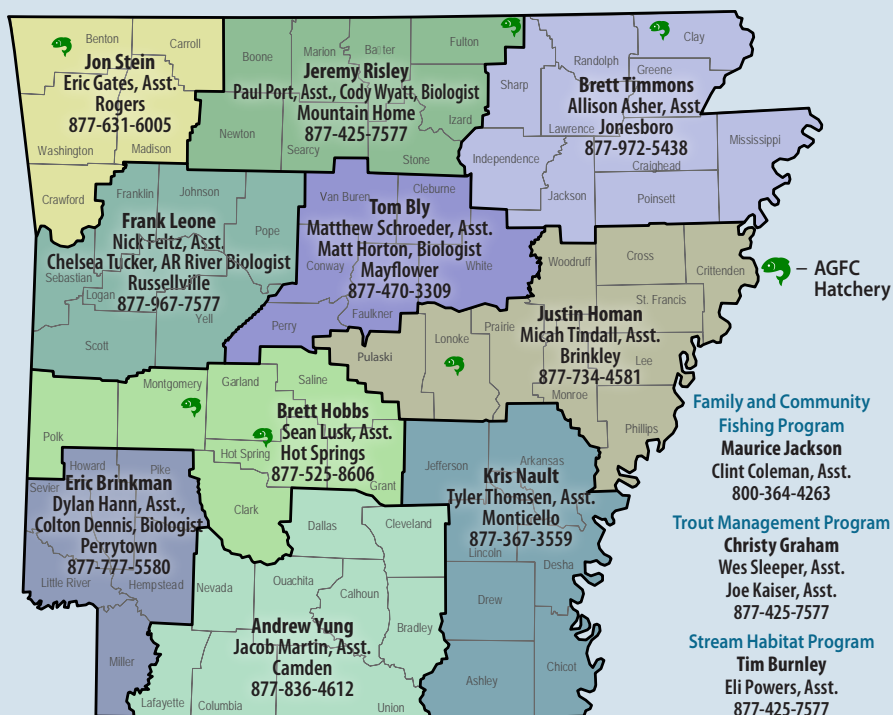 Benton
Carroll
Jon Stein
Eric Gates, Asst.
Rogers
877-631-6005
Washington
Madison
Crawford
Boone
Marion
Baxter
Fulton
Jeremy Risley
Paul Port, Asst., Cody Wyatt, Biologist
Mountain Home
877-425-7577
Newton
Searcy
Stone
Izard
Clay
Randolph
Greene
Sharp
Brett Timmons
Allison Asher, Asst.
Lawrence
Jonesboro
877-972-5438
Mississippi
Independence
Craighead
Jackson
Poinsett
Franklin
Johnson
Pope
Frank Leone
Nick Feltz, Asst.
Chelsea Tucker, AR River Biologist
Russellville
877-967-7577
Sebastian
Logan
Yell
Scott
Van Buren
Cleburne
Tom Bly
Matthew Schroeder, Asst.
Matt Horton, Biologist
Mayflower
877-470-3309
Conway
White
Faulkner
Perry
Woodruff
Cross
Crittenden
St. Francis
Justin Homan
Micah Tindall, Asst.
Brinkley
877-734-4581
Prairie
Lonoke
Pulaski
Lee
Monroe
Phillips
– AGFC
Hatchery
Montgomery
Garland
Saline
Polk
Brett Hobbs
Sean Lusk, Asst.
Hot Springs
877-525-8606
Hot Spring
Grant
Clark
Howard
Pike
Sevier
Eric Brinkman
Dylan Hann, Asst.,
Colton Dennis, Biologist
Perrytown
877-777-5580
Little River
Hempstead
Miller
Jefferson
Arkansas
Kris Nault
Tyler Thomsen, Asst.
Monticello
877-367-3559
Lincoln
Desha
Drew
Ashley
Chicot
Dallas
Cleveland
Nevada
Ouachita
Calhoun
Bradley
Andrew Yung
Jacob Martin, Asst.
Camden
877-836-4612
Lafayette
Columbia
Union
Family and Community
Fishing Program
Maurice Jackson
Clint Coleman, Asst.
800-364-4263
Trout Management Program
Christy Graham
Wes Sleeper, Asst.
Joe Kaiser, Asst.
877-425-7577
Stream Habitat Program
Tim Burnley
Eli Powers, Asst.
877-425-7577